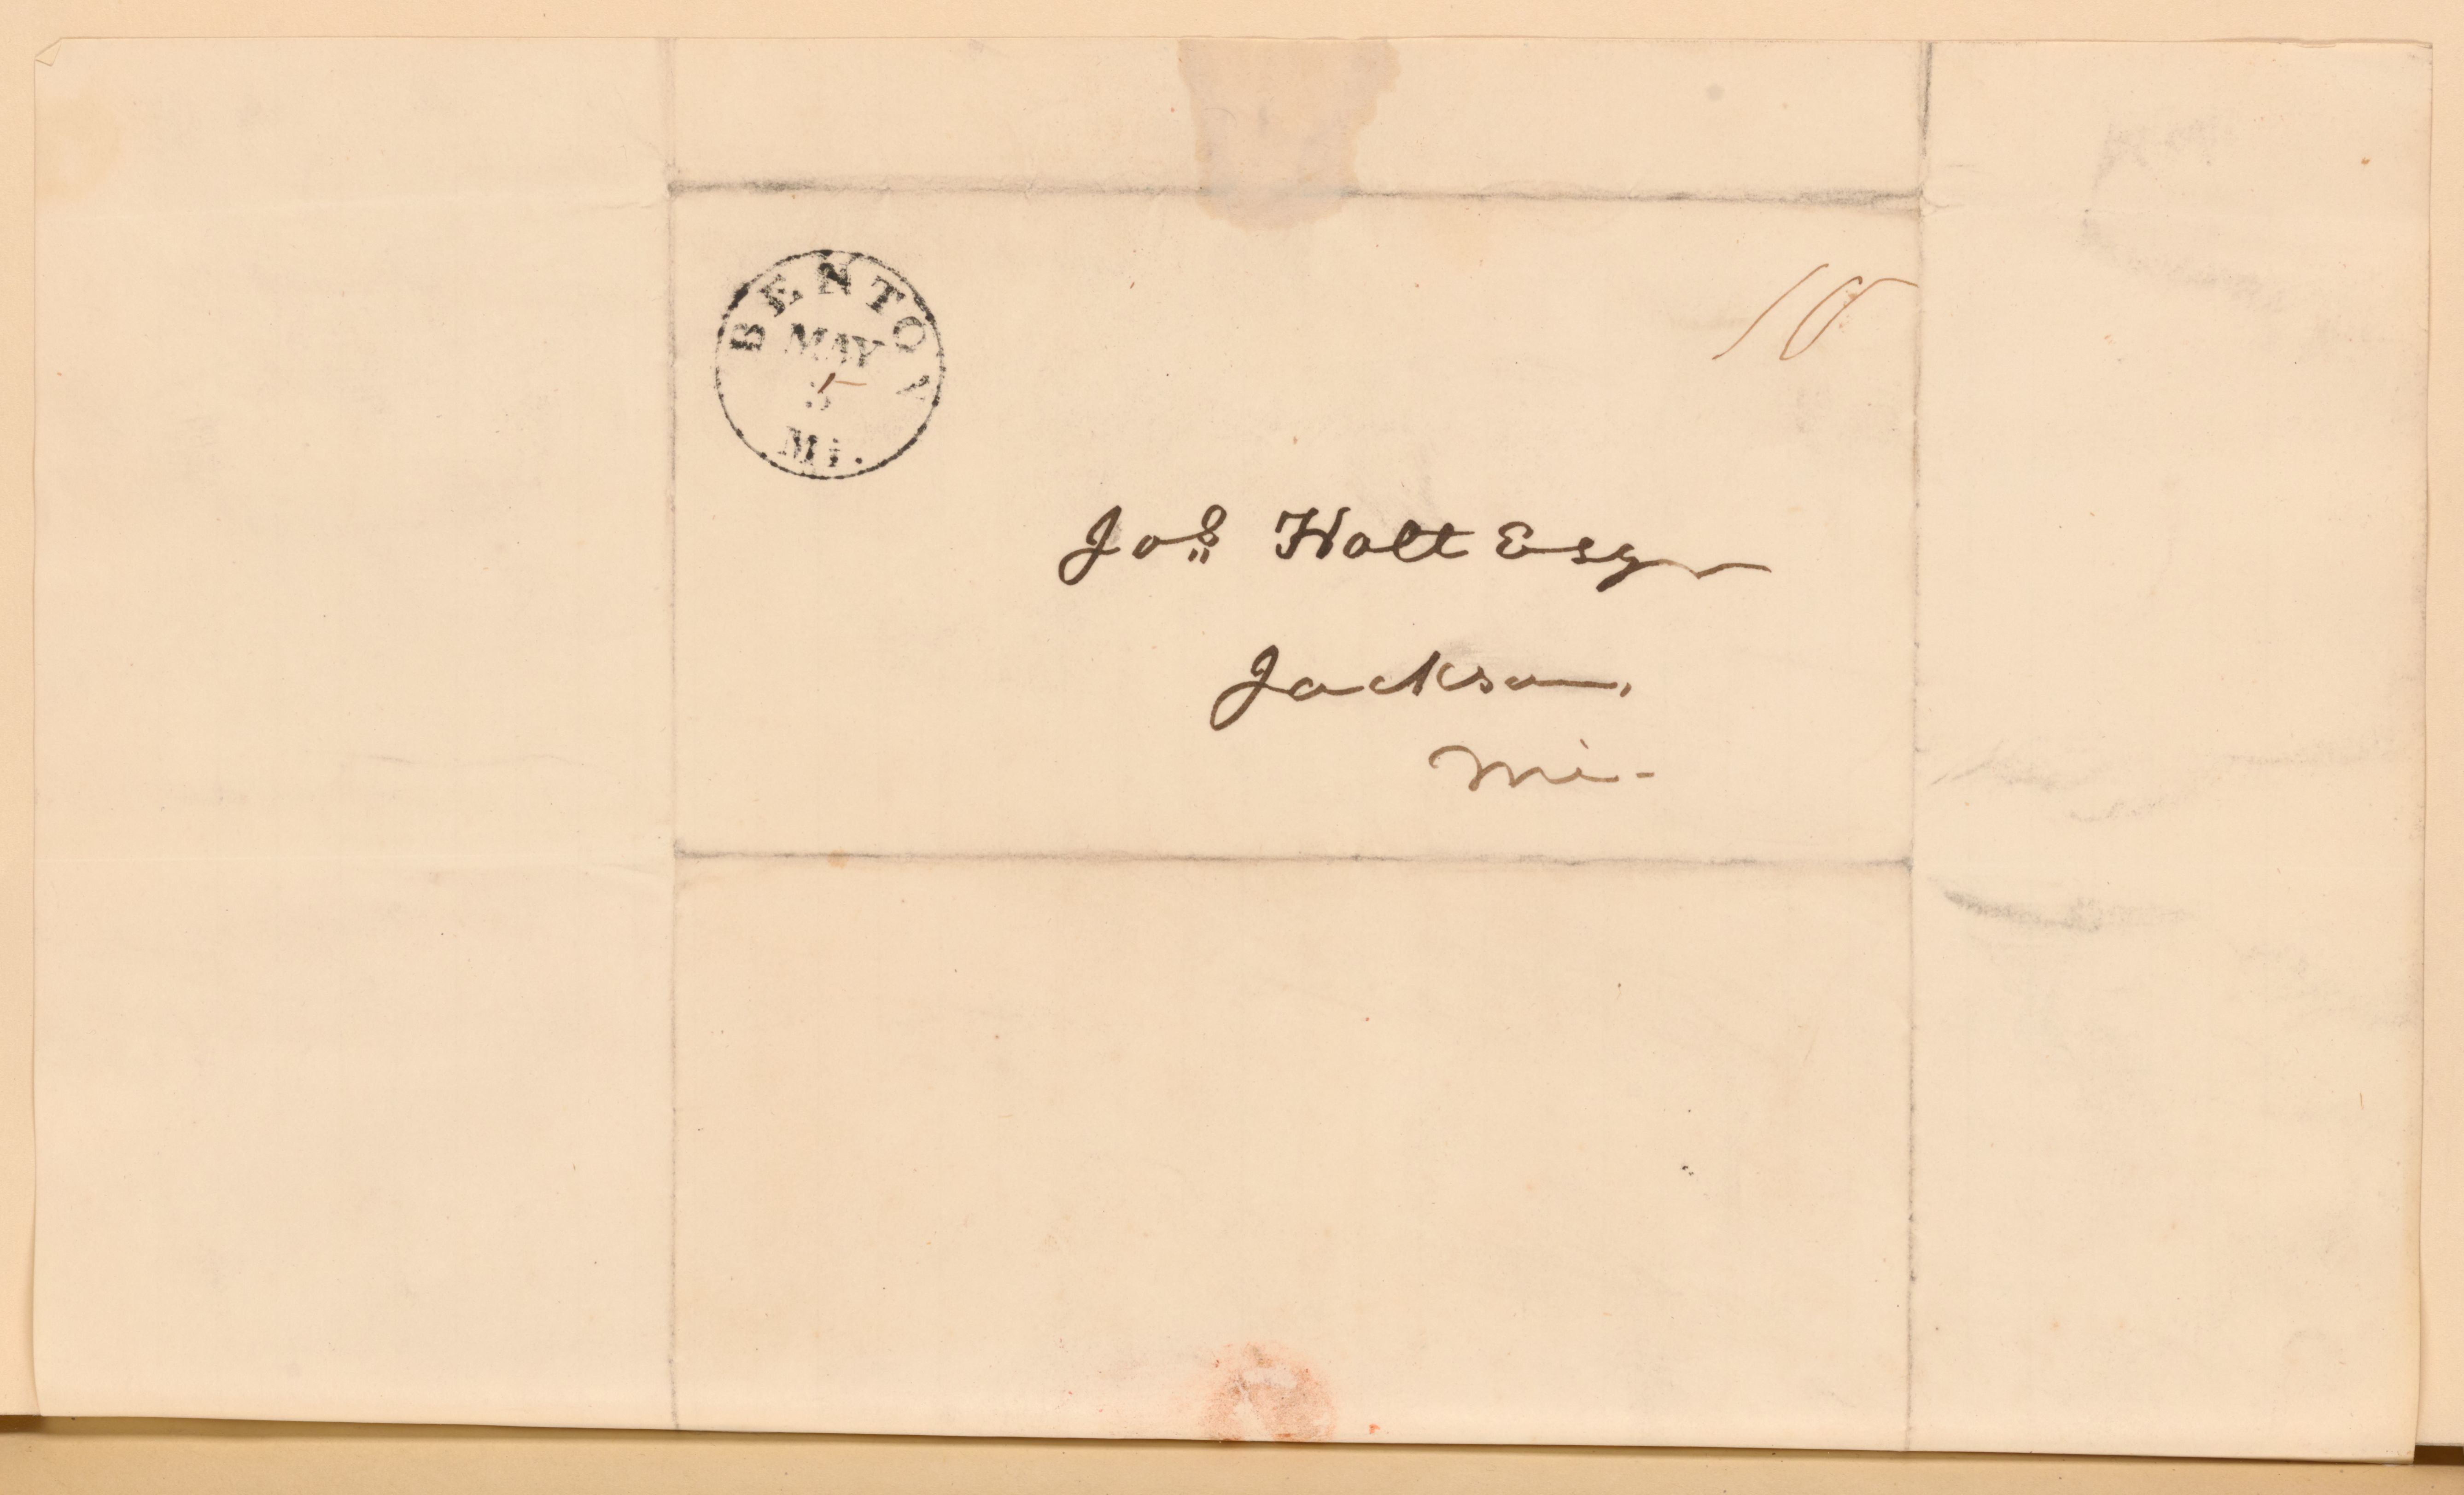 BENTON
MAY
5
Mi.
10
Jos. Holt Esqr
Jackson,
Mi-